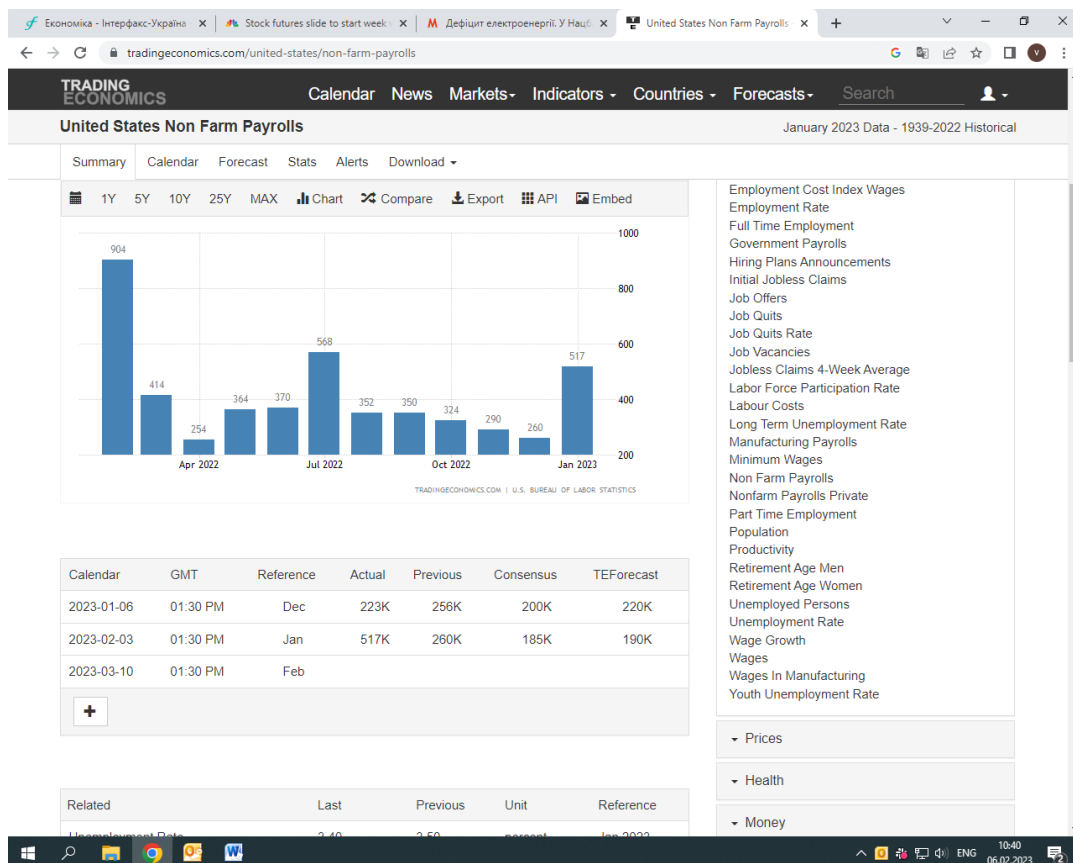 Економіка - Інтерфакс-Україна
Stock futures slide to start week
Дефіцит електроенергії. У Нацб
United States Non Farm Payrolls
tradingeconomics.com/united-states/non-farm-payrolls
V
TRADING
ECONOMICS
Calendar News Markets Indicators Countries Forecasts Search
United States Non Farm Payrolls
January 2023 Data - 1939-2022 Historical
Summary Calendar Forecast Stats Alerts Download
1Y 5Y 10Y 25Y MAX Chart Compare Export API Embed
1000
800
600
400
200
904
414
254
364
370
568
352
350
324
290
260
517
Apr 2022 Jul 2022 Oct 2022 Jan 2023
TRADINGECONOMICS.COM | U.S. BUREAU OF LABOR STATISTICS
Calendar GMT Reference Actual Previous Consensus TEForecast
2023-01-06 01:30 PM Dec 223K 256K 200K 220K
2023-02-03 01:30 PM Jan 517K 260K 185K 190K
2023-03-10 01:30 PM Feb
+
Related Last Previous Unit Reference
Unemployment Rate 3.40 3.50 percent Jan 2023
Employment Cost Index Wages
Employment Rate
Full Time Employment
Government Payrolls
Hiring Plans Announcements
Initial Jobless Claims
Job Offers
Job Quits
Job Quits Rate
Job Vacancies
Jobless Claims 4-Week Average
Labor Force Participation Rate
Labour Costs
Long Term Unemployment Rate
Manufacturing Payrolls
Minimum Wages
Non Farm Payrolls
Nonfarm Payrolls Private
Part Time Employment
Population
Productivity
Retirement Age Men
Retirement Age Women
Unemployed Persons
Unemployment Rate
Wage Growth
Wages
Wages In Manufacturing
Youth Unemployment Rate
Prices
Health
Money
ENG
10:40
06.02.2023
2